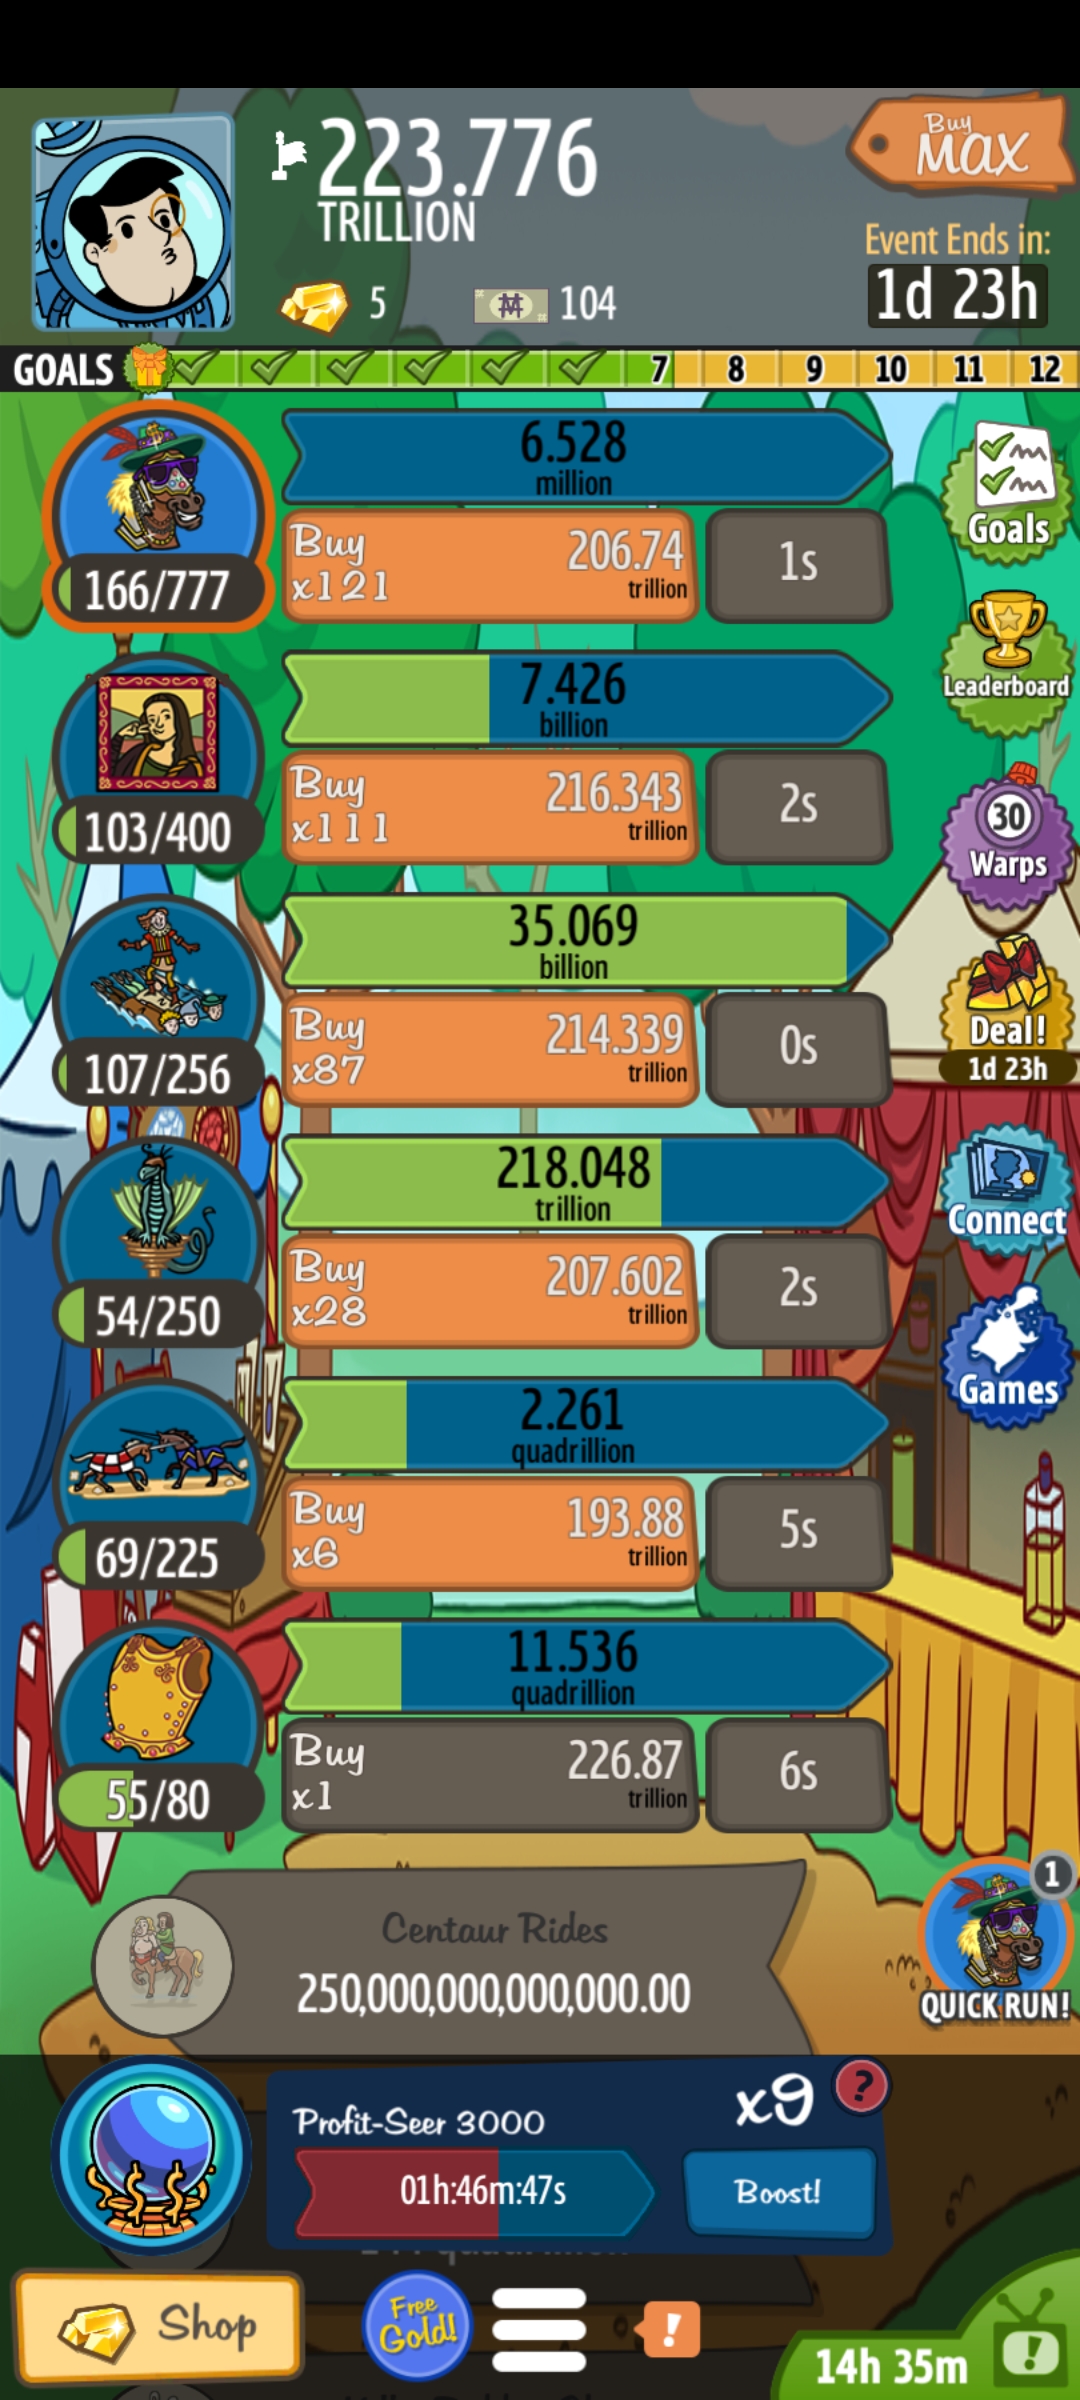 223.776
TRILLION
Buy
MAX
5
104
Event Ends in:
1d 23h
GOALS
7
8
9
10
11
12
6.528
million
Buy
x121
206.74
trillion
1s
166/777
Goals
7.426
billion
Leaderboard
Buy
x111
216.343
trillion
2s
103/400
30
Warps
35.069
billion
Buy
x87
214.339
trillion
0s
107/256
Deal!
1d 23h
218.048
trillion
Buy
x28
207.602
trillion
2s
54/250
Connect
2.261
quadrillion
Games
Buy
x6
193.88
trillion
5s
69/225
11.536
quadrillion
Buy
x1
226.87
trillion
6s
55/80
Centaur Rides
250,000,000,000,000.00
1
QUICK RUN!
Profit-Seer 3000
x9
?
01h:46m:47s
Boost!
Shop
Free
Gold!
!
14h 35m
!